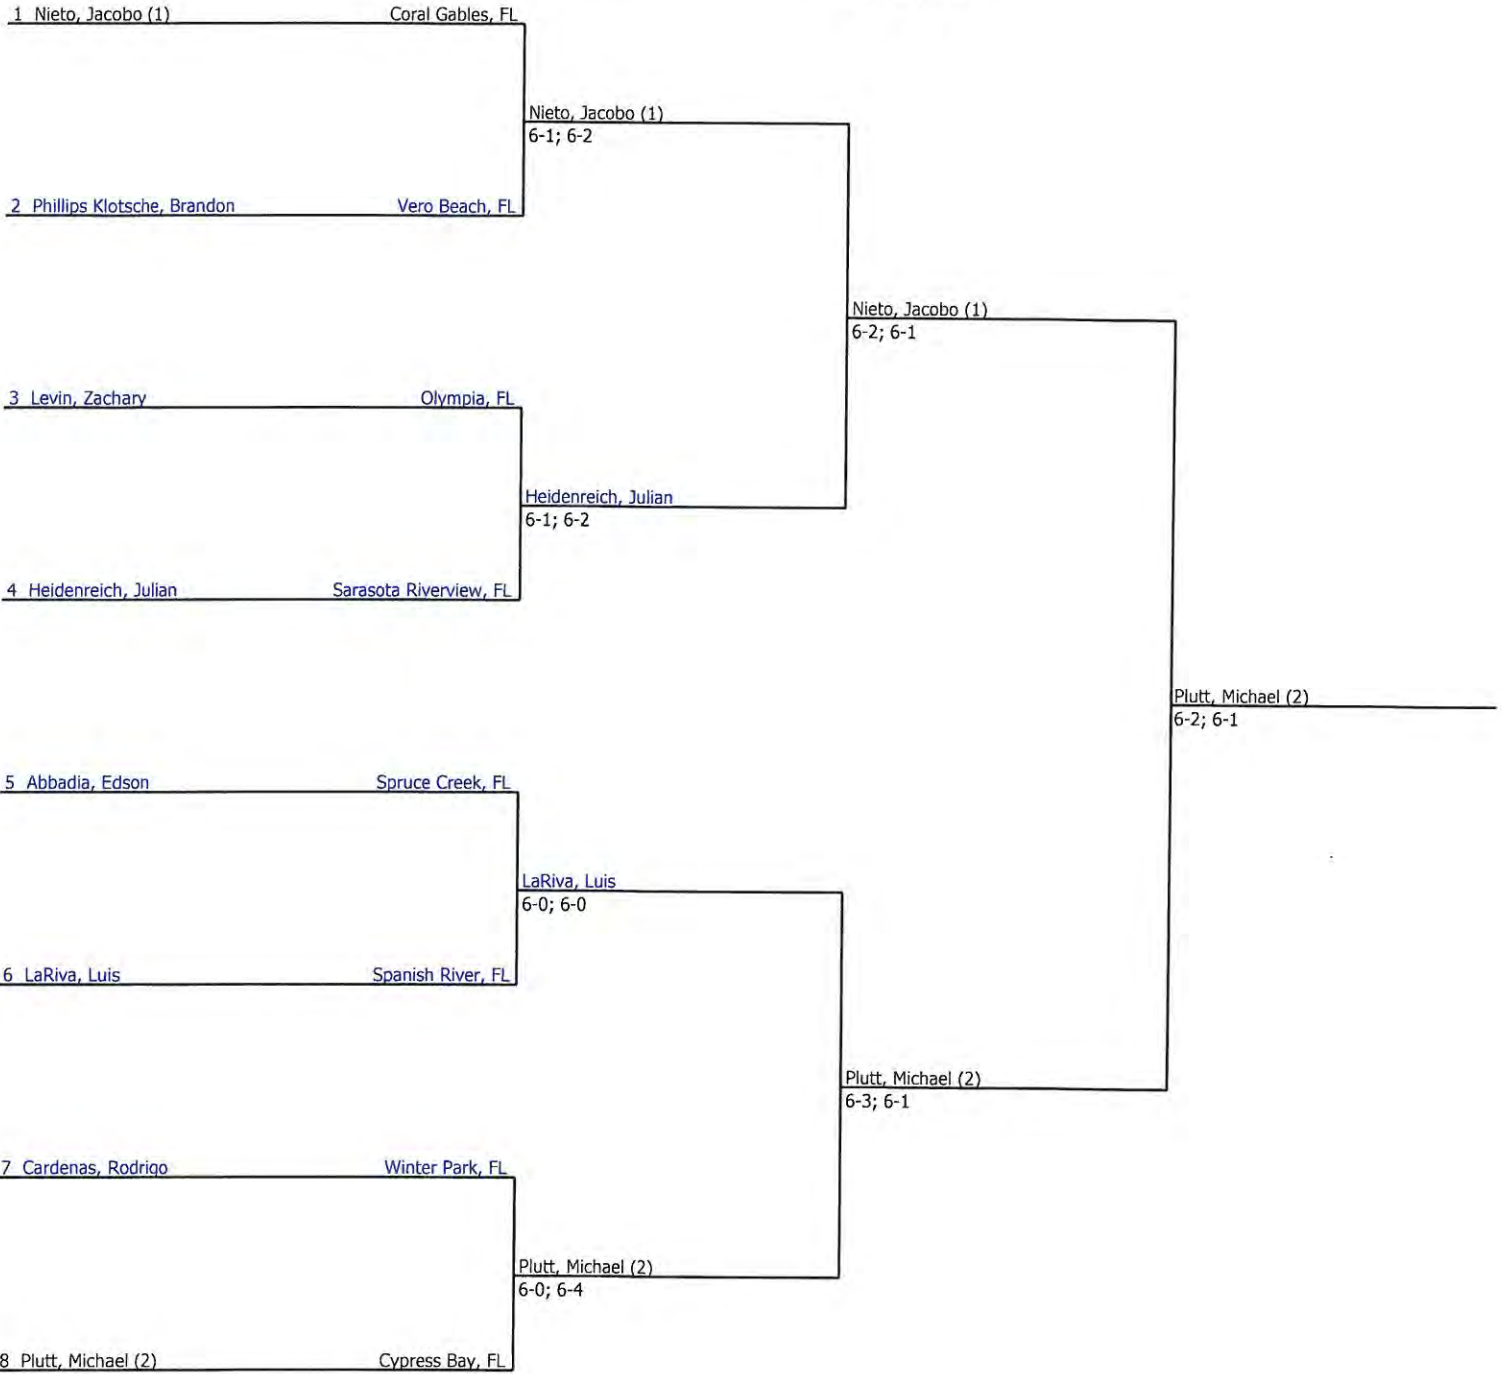 1 Nieto, Jacobo (1) Coral Gables, FL
Nieto, Jacobo (1)
6-1; 6-2
2 Phillips Klotsche, Brandon Vero Beach, FL
Nieto, Jacobo (1)
6-2; 6-1
3 Levin, Zachary Olympia, FL
Heidenreich, Julian
6-1; 6-2
4 Heidenreich, Julian Sarasota Riverview, FL
Plutt, Michael (2)
6-2; 6-1
5 Abbadia, Edson Spruce Creek, FL
LaRiva, Luis
6-0; 6-0
6 LaRiva, Luis Spanish River, FL
Plutt, Michael (2)
6-3; 6-1
7 Cardenas, Rodrigo Winter Park, FL
Plutt, Michael (2)
6-0; 6-4
8 Plutt, Michael (2) Cypress Bay, FL